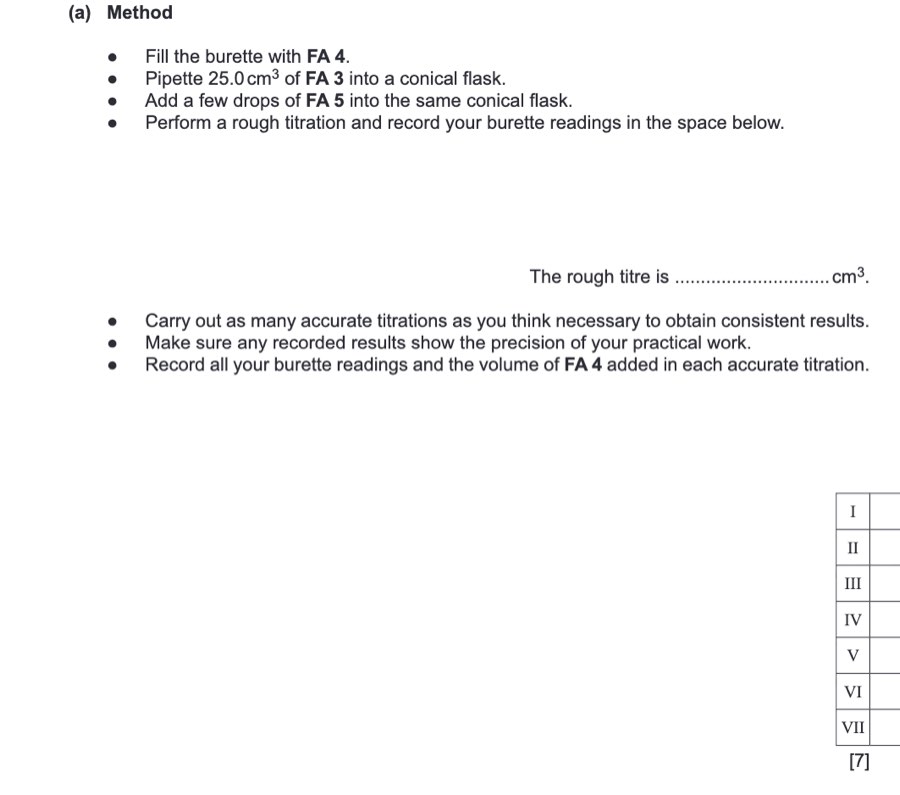 (a) Method
• Fill the burette with FA 4.
• Pipette 25.0 cm³ of FA 3 into a conical flask.
• Add a few drops of FA 5 into the same conical flask.
• Perform a rough titration and record your burette readings in the space below.
The rough titre is .............................. cm³.
• Carry out as many accurate titrations as you think necessary to obtain consistent results.
• Make sure any recorded results show the precision of your practical work.
• Record all your burette readings and the volume of FA 4 added in each accurate titration.
I
II
III
IV
V
VI
VII
[7]